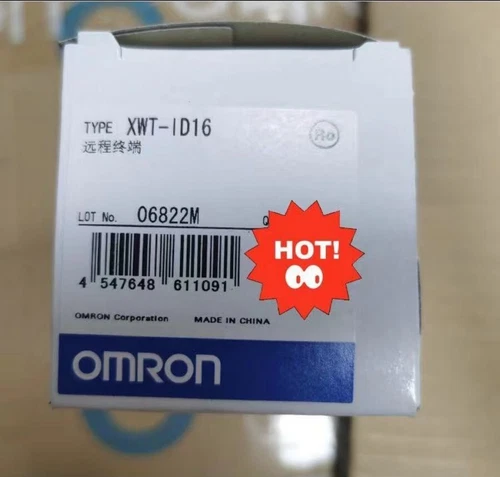 TYPE XWT-ID16
远程终端
LOT No. 06822M
HOT!
4 547648 611091
OMRON Corporation MADE IN CHINA
OMRON